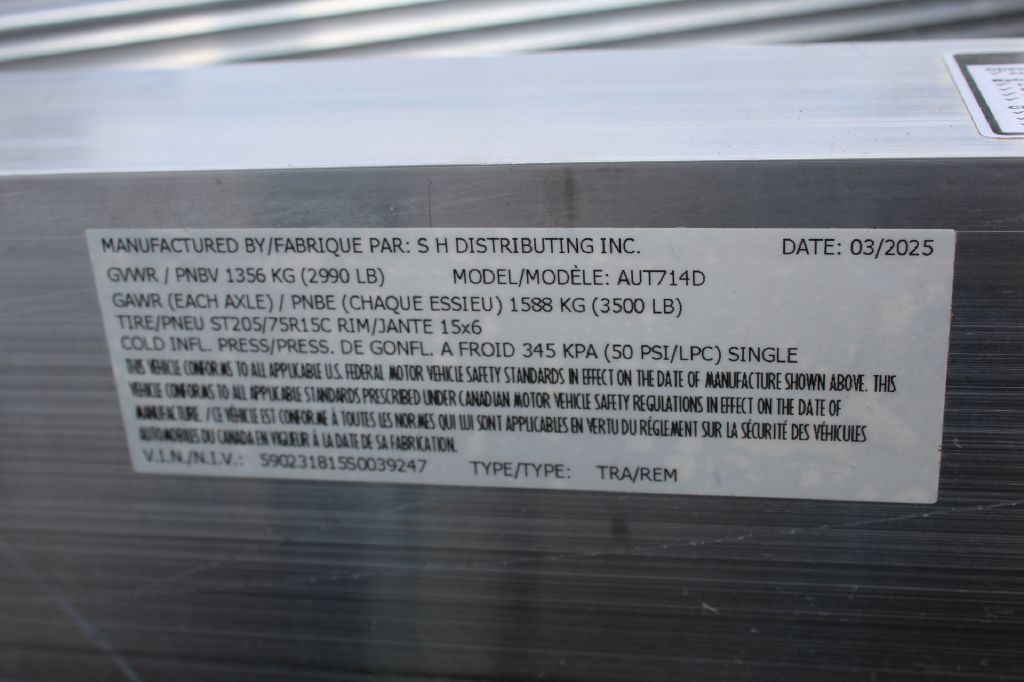 MANUFACTURED BY/FABRIQUE PAR: S H DISTRIBUTING INC. DATE: 03/2025
GVWR / PNBV 1356 KG (2990 LB) MODEL/MODÈLE: AUT714D
GAWR (EACH AXLE) / PNBE (CHAQUE ESSIEU) 1588 KG (3500 LB)
TIRE/PNEU ST205/75R15C RIM/JANTE 15x6
COLD INFL. PRESS/PRESS. DE GONFL. A FROID 345 KPA (50 PSI/LPC) SINGLE
THIS VEHICLE CONFORMS TO ALL APPLICABLE U.S. FEDERAL MOTOR VEHICLE SAFETY STANDARDS IN EFFECT ON THE DATE OF MANUFACTURE SHOWN ABOVE. THIS
VEHICLE CONFORMS TO ALL APPLICABLE STANDARDS PRESCRIBED UNDER CANADIAN MOTOR VEHICLE SAFETY REGULATIONS IN EFFECT ON THE DATE OF
MANUFACTURE. / CE VÉHICULE EST CONFORME À TOUTES LES NORMES QUI LUI SONT APPLICABLES EN VERTU DU RÉGLEMENT SUR LA SÉCURITÉ DES VÉHICULES
AUTOMOBILES DU CANADA EN VIGUEUR À LA DATE DE SA FABRICATION.
V.I.N./N.I.V.: 59023181550039247 TYPE/TYPE: TRA/REM